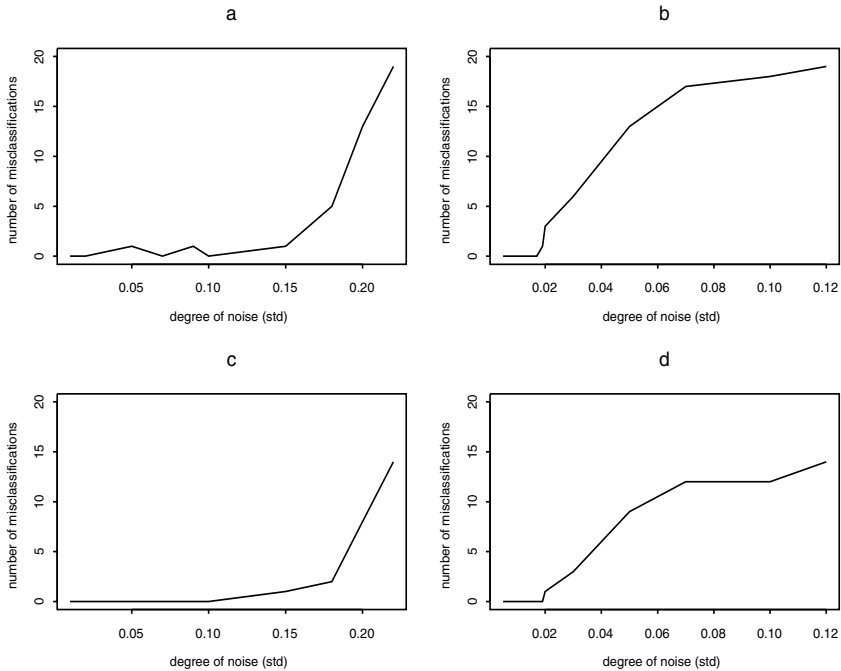 a
b
20
15
10
5
0
number of misclassifications
0.05 0.10 0.15 0.20
degree of noise (std)
20
15
10
5
0
number of misclassifications
0.02 0.04 0.06 0.08 0.10 0.12
degree of noise (std)
c
d
20
15
10
5
0
number of misclassifications
0.05 0.10 0.15 0.20
degree of noise (std)
20
15
10
5
0
number of misclassifications
0.02 0.04 0.06 0.08 0.10 0.12
degree of noise (std)